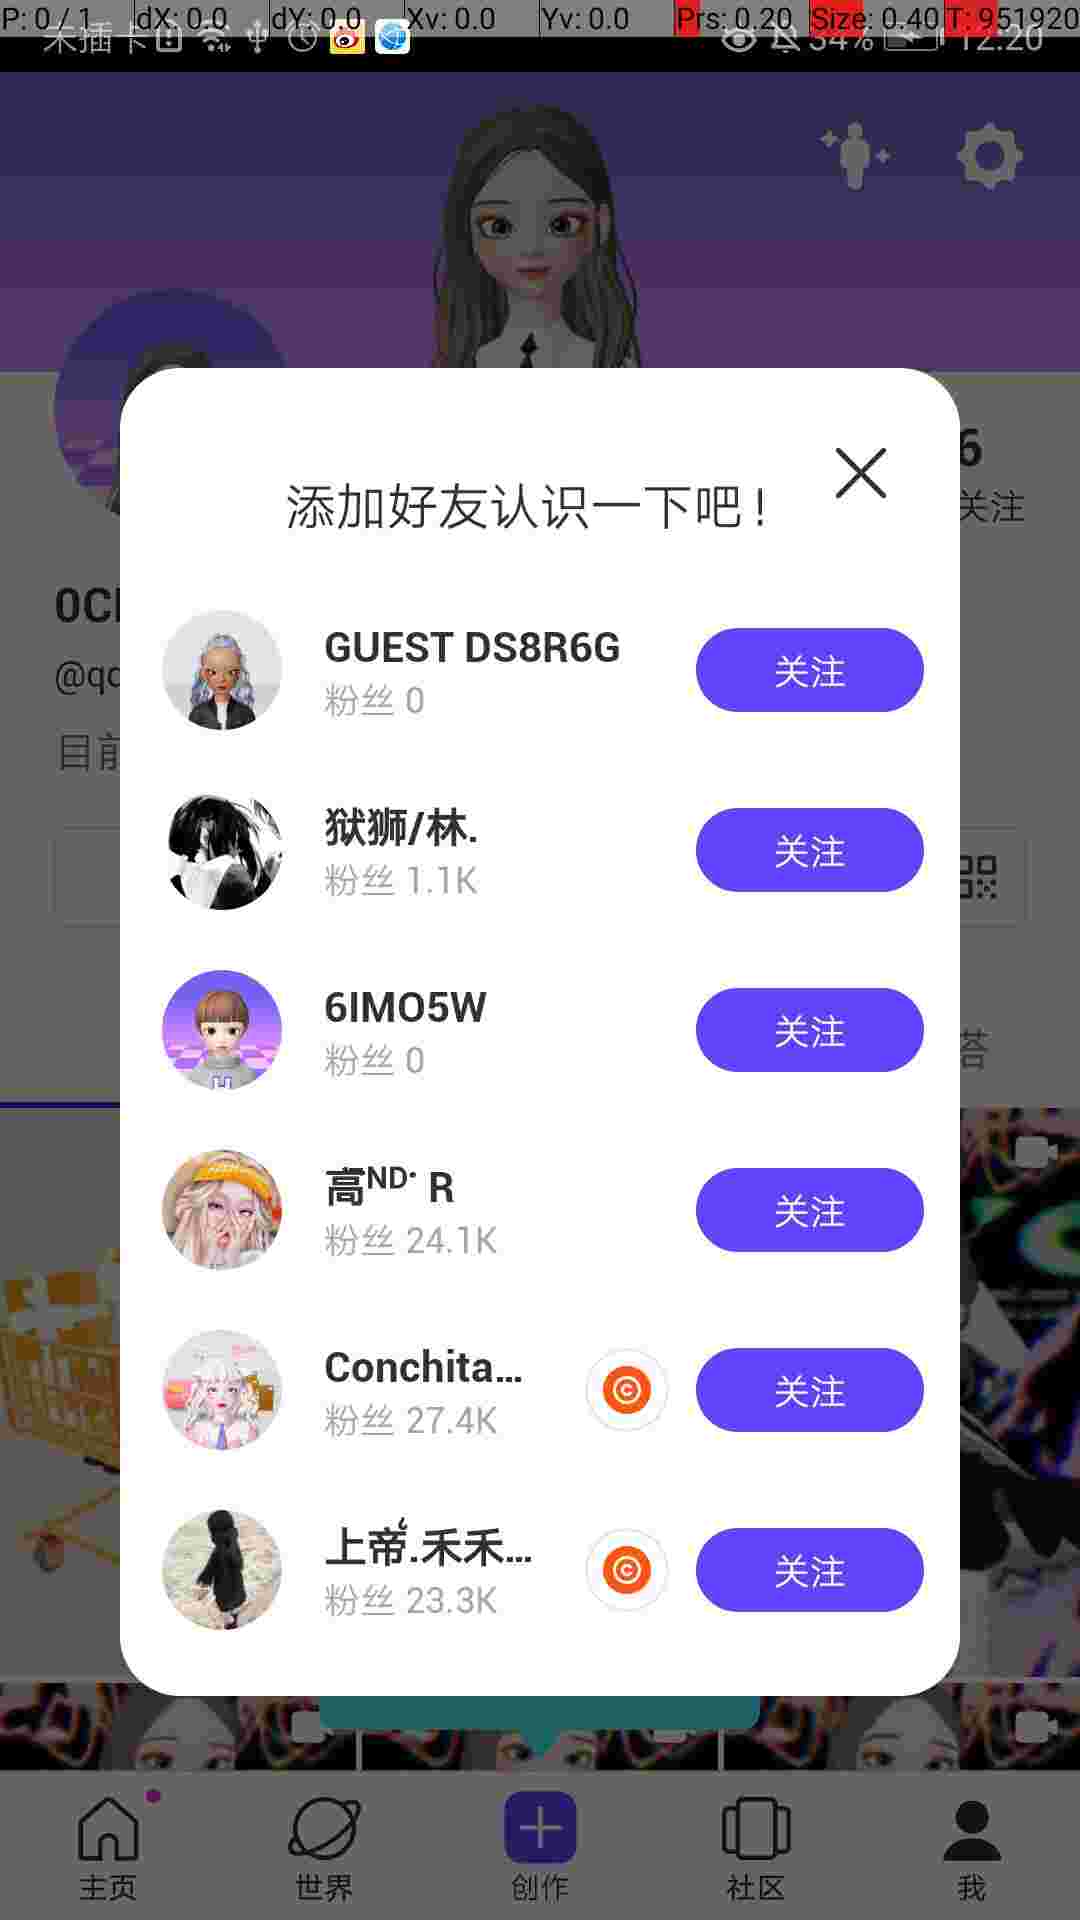 P: 0 / 1 dX: 0.0 dY: 0.0 Xv: 0.0 Yv: 0.0 Prs: 0.20 Size: 0.40 T: 951920
未插卡 34% 12:20
6
关注
添加好友认识一下吧！
GUEST DS8R6G
粉丝 0
关注
狱狮/林.
粉丝 1.1K
关注
6IMO5W
粉丝 0
关注
高ᴺᴰ· R
粉丝 24.1K
关注
Conchita...
粉丝 27.4K
关注
上帝.禾禾...
粉丝 23.3K
关注
目前
主页 世界 创作 社区 我